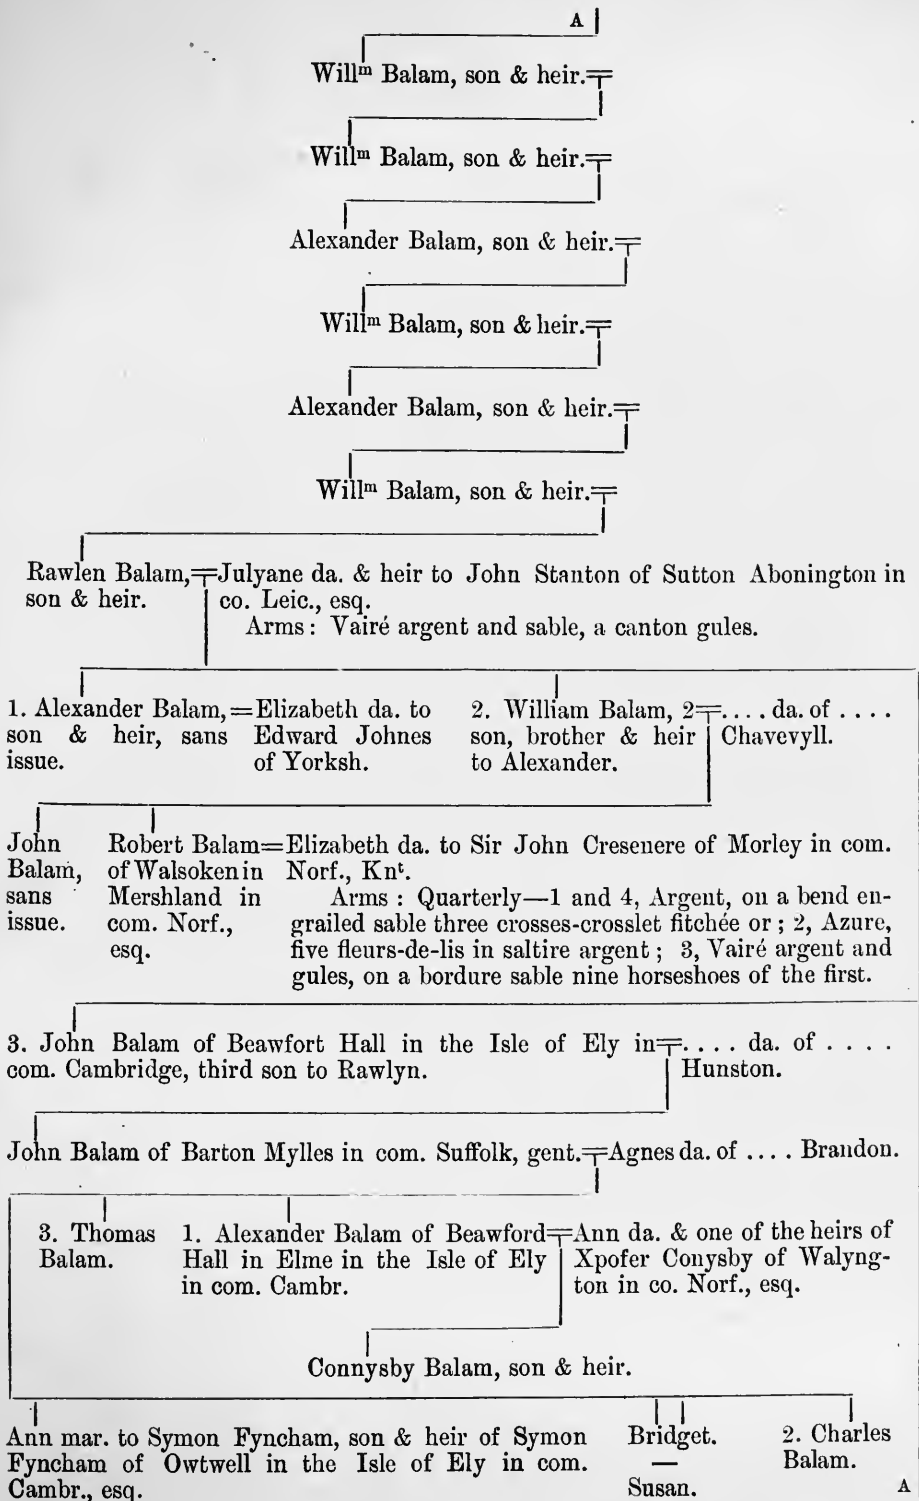 A
Willm Balam, son & heir.
Willm Balam, son & heir.
Alexander Balam, son & heir.
Willm Balam, son & heir.
Alexander Balam, son & heir.
Willm Balam, son & heir.
Rawlen Balam,
son & heir.
Julyane da. & heir to John Stanton of Sutton Abonington in
co. Leic., esq.
Arms: Vairé argent and sable, a canton gules.
1. Alexander Balam,
son & heir, sans
issue.
Elizabeth da. to
Edward Johnes
of Yorksh.
2. William Balam, 2
son, brother & heir
to Alexander.
.... da. of ....
Chavevyll.
John
Balam,
sans
issue.
Robert Balam
of Walsoken in
Mershland in
com. Norf.,
esq.
Elizabeth da. to Sir John Cresenere of Morley in com.
Norf., Knt.
Arms: Quarterly—1 and 4, Argent, on a bend en-
grailed sable three crosses-crosslet fitchée or; 2, Azure,
five fleurs-de-lis in saltire argent; 3, Vairé argent and
gules, on a bordure sable nine horseshoes of the first.
3. John Balam of Beawfort Hall in the Isle of Ely in
com. Cambridge, third son to Rawlyn.
.... da. of ....
Hunston.
John Balam of Barton Mylles in com. Suffolk, gent.
Agnes da. of .... Brandon.
3. Thomas
Balam.
1. Alexander Balam of Beawford
Hall in Elme in the Isle of Ely
in com. Cambr.
Ann da. & one of the heirs of
Xpofer Conysby of Walyng-
ton in co. Norf., esq.
Connysby Balam, son & heir.
Ann mar. to Symon Fyncham, son & heir of Symon
Fyncham of Owtwell in the Isle of Ely in com.
Cambr., esq.
Bridget.
—
Susan.
2. Charles
Balam.
A